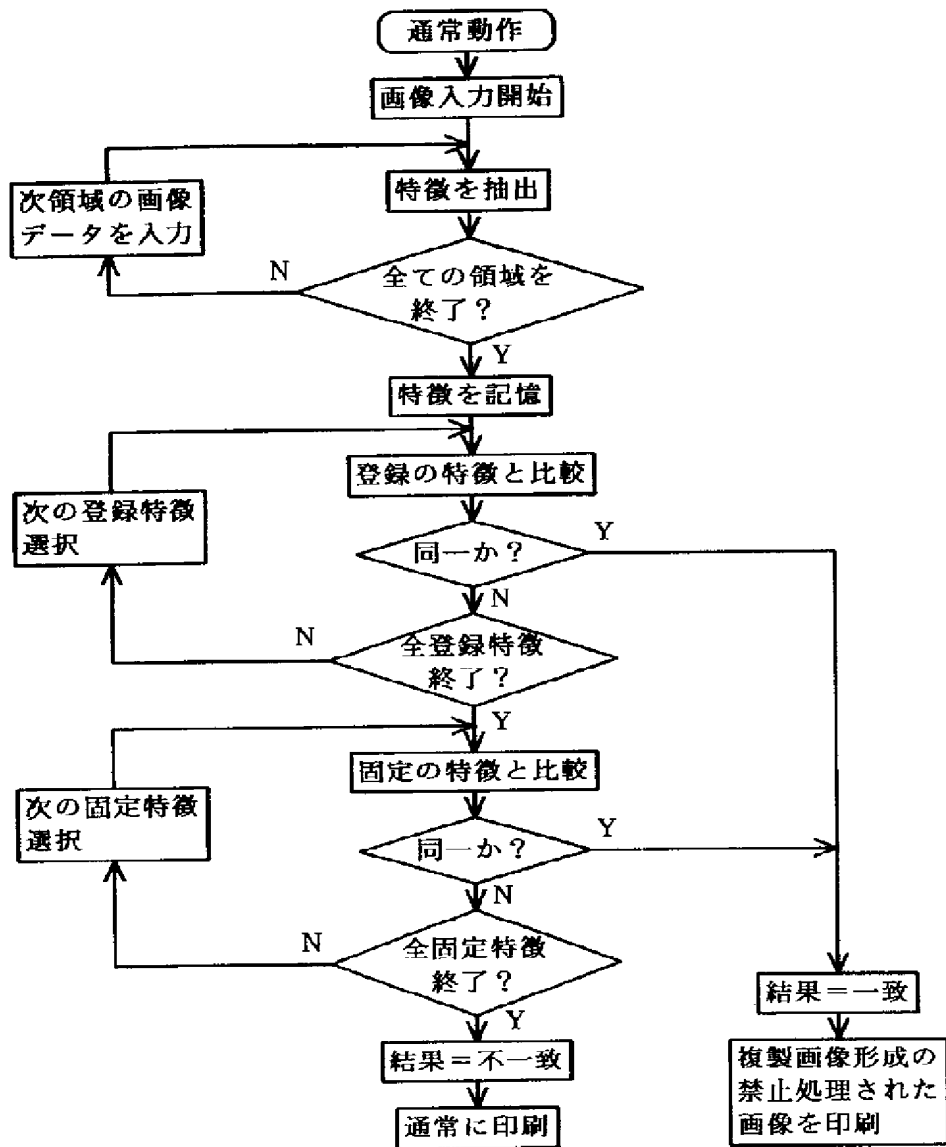 通常動作
画像入力開始
特徴を抽出
次領域の画像
データを入力
N
全ての領域を
終了？
Y
特徴を記憶
登録の特徴と比較
次の登録特徴
選択
同一か？
Y
N
N
全登録特徴
終了？
Y
固定の特徴と比較
次の固定特徴
選択
同一か？
Y
N
N
全固定特徴
終了？
Y
結果＝不一致
通常に印刷
結果＝一致
複製画像形成の
禁止処理された
画像を印刷